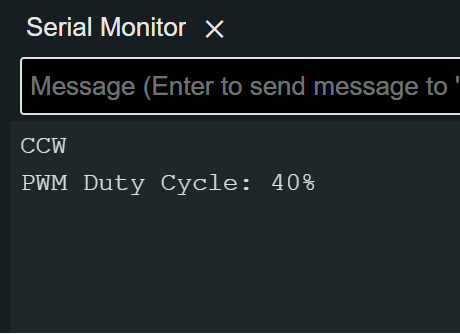 Serial Monitor
Message (Enter to send message to '
CCW
PWM Duty Cycle: 40%